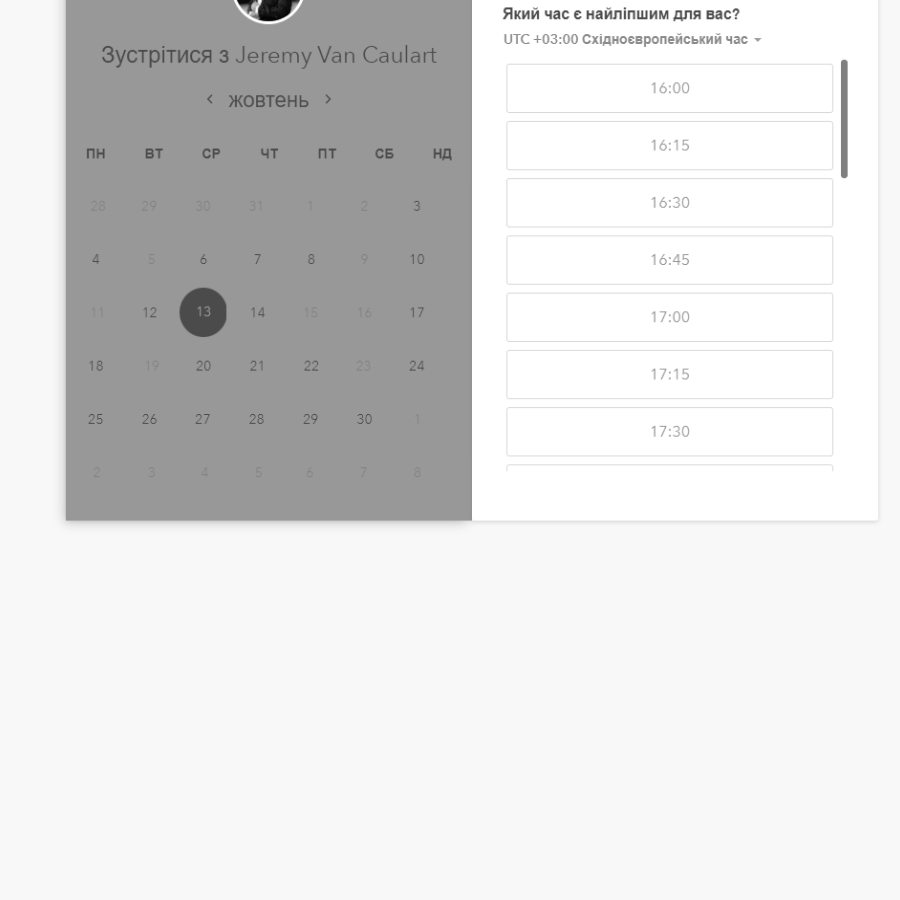 Зустрітися з Jeremy Van Caulart
жовтень
ПН ВТ СР ЧТ ПТ СБ НД
28 29 30 31 1 2 3
4 5 6 7 8 9 10
11 12 13 14 15 16 17
18 19 20 21 22 23 24
25 26 27 28 29 30 1
2 3 4 5 6 7 8
Який час є найліпшим для вас?
UTC +03:00 Східноєвропейський час
16:00
16:15
16:30
16:45
17:00
17:15
17:30